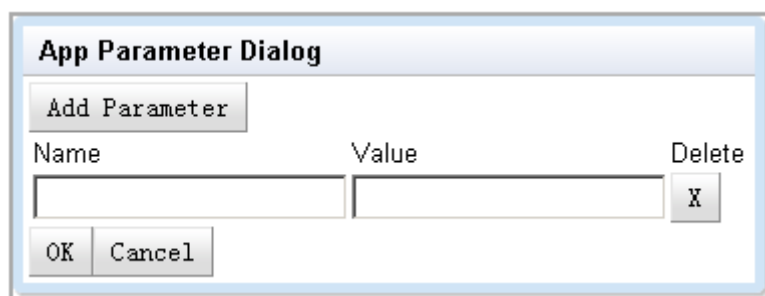 App Parameter Dialog
Add Parameter
Name Value Delete
X
OK Cancel